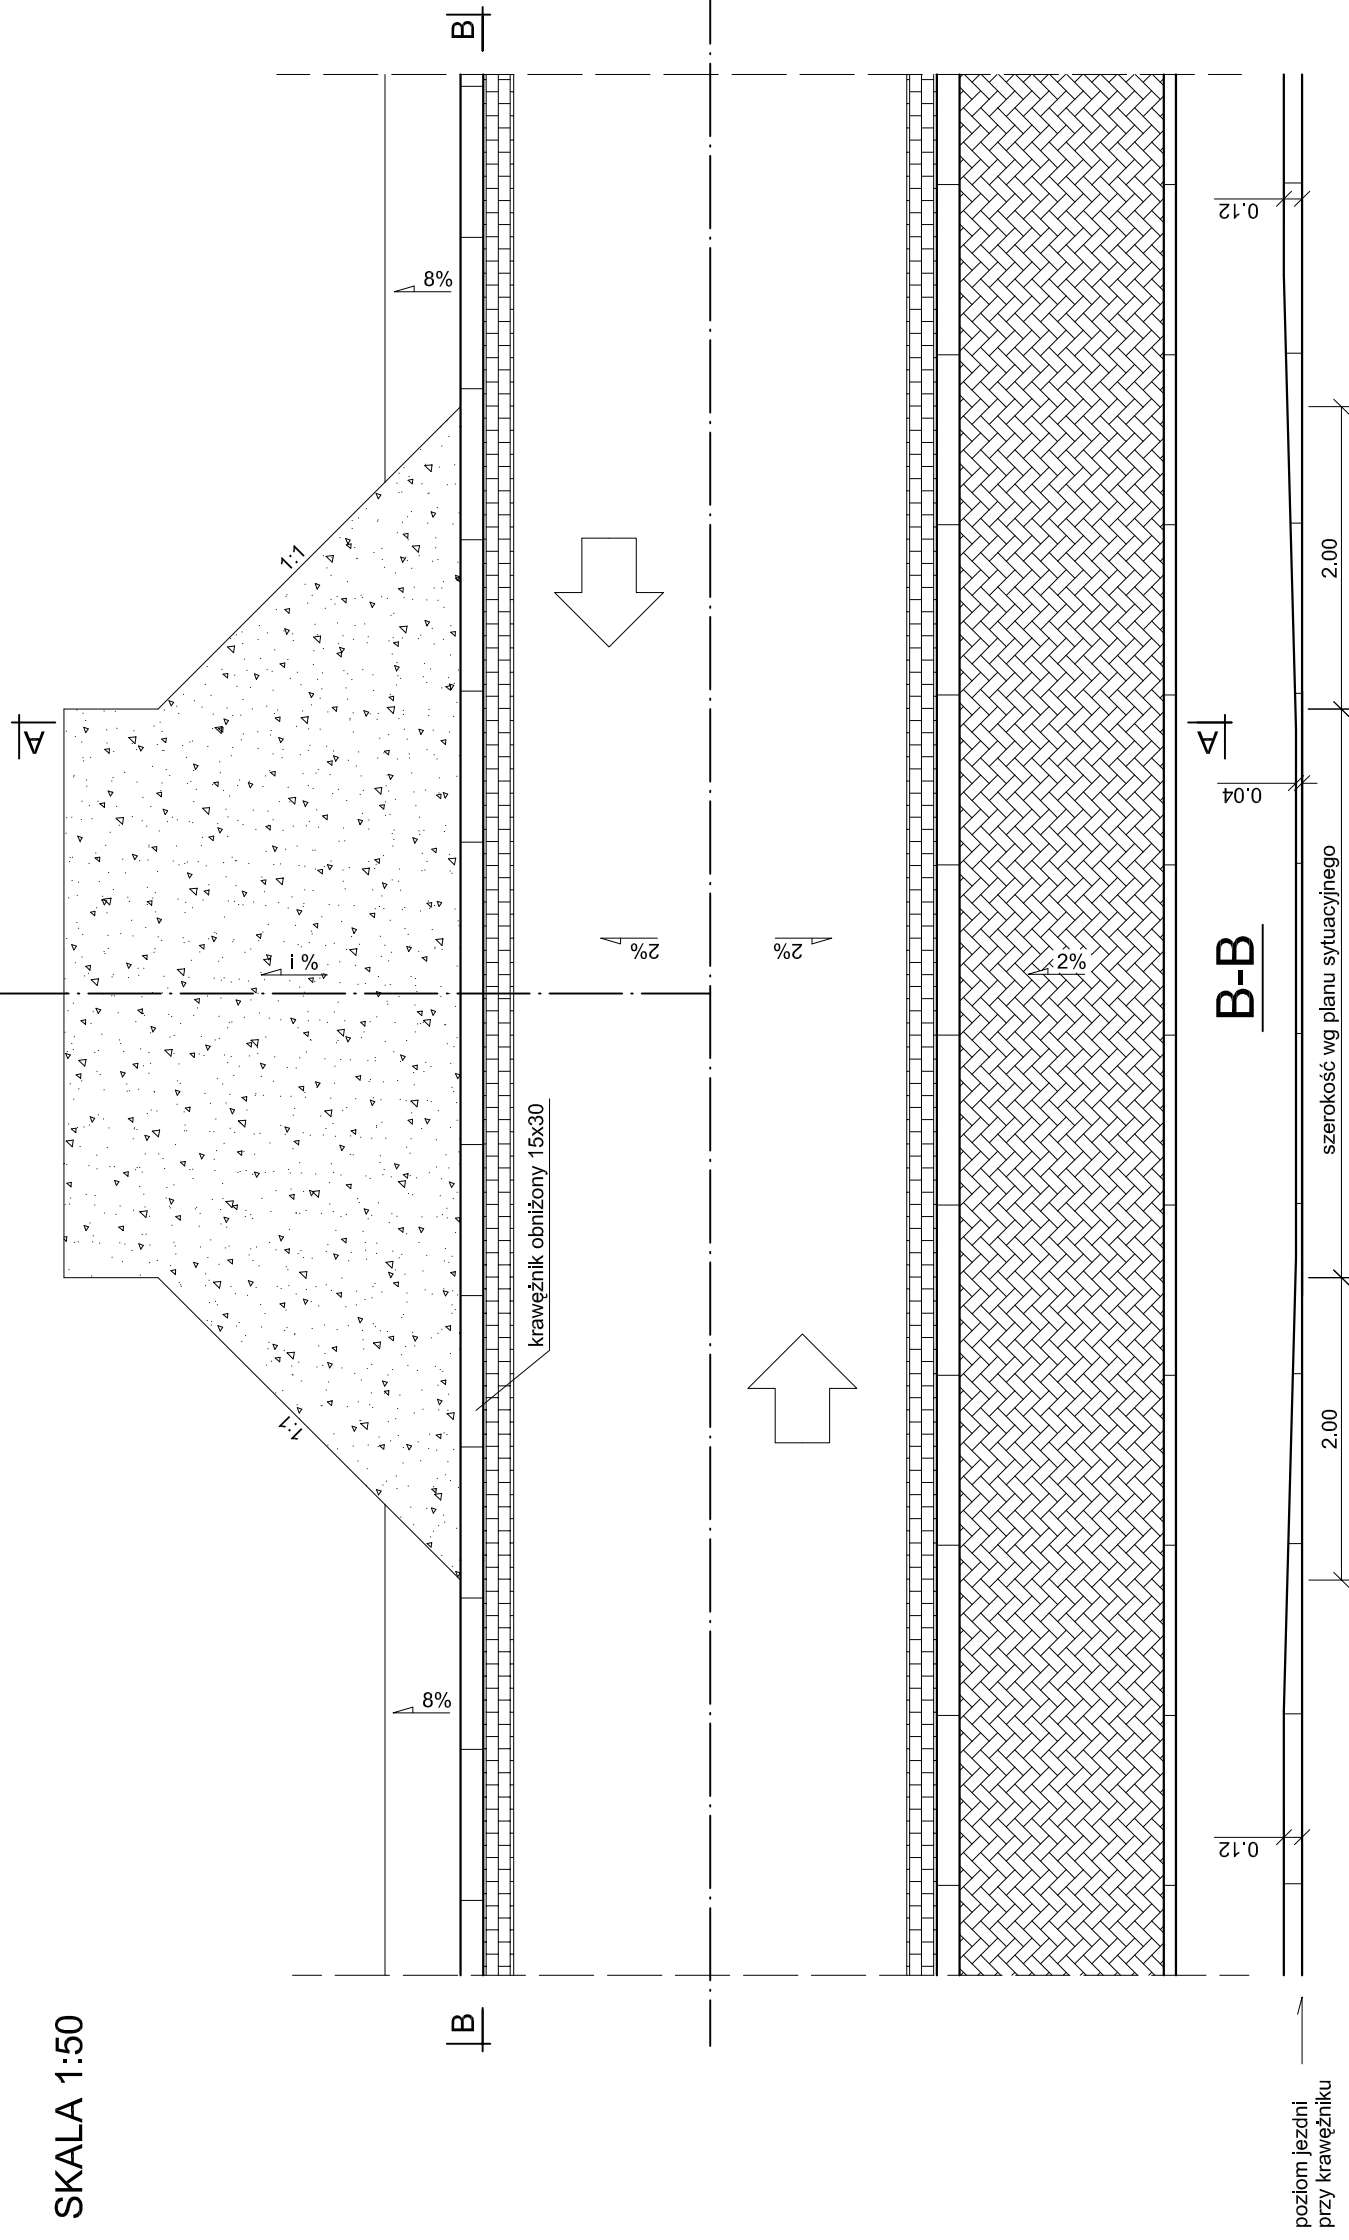 SKALA 1:50
A
A
B
B
8%
8%
1:1
1:1
i %
krawężnik obniżony 15x30
2%
2%
2%
B-B
0.12
0.04
0.12
2.00
szerokość wg planu sytuacyjnego
2.00
poziom jezdni
przy krawężniku